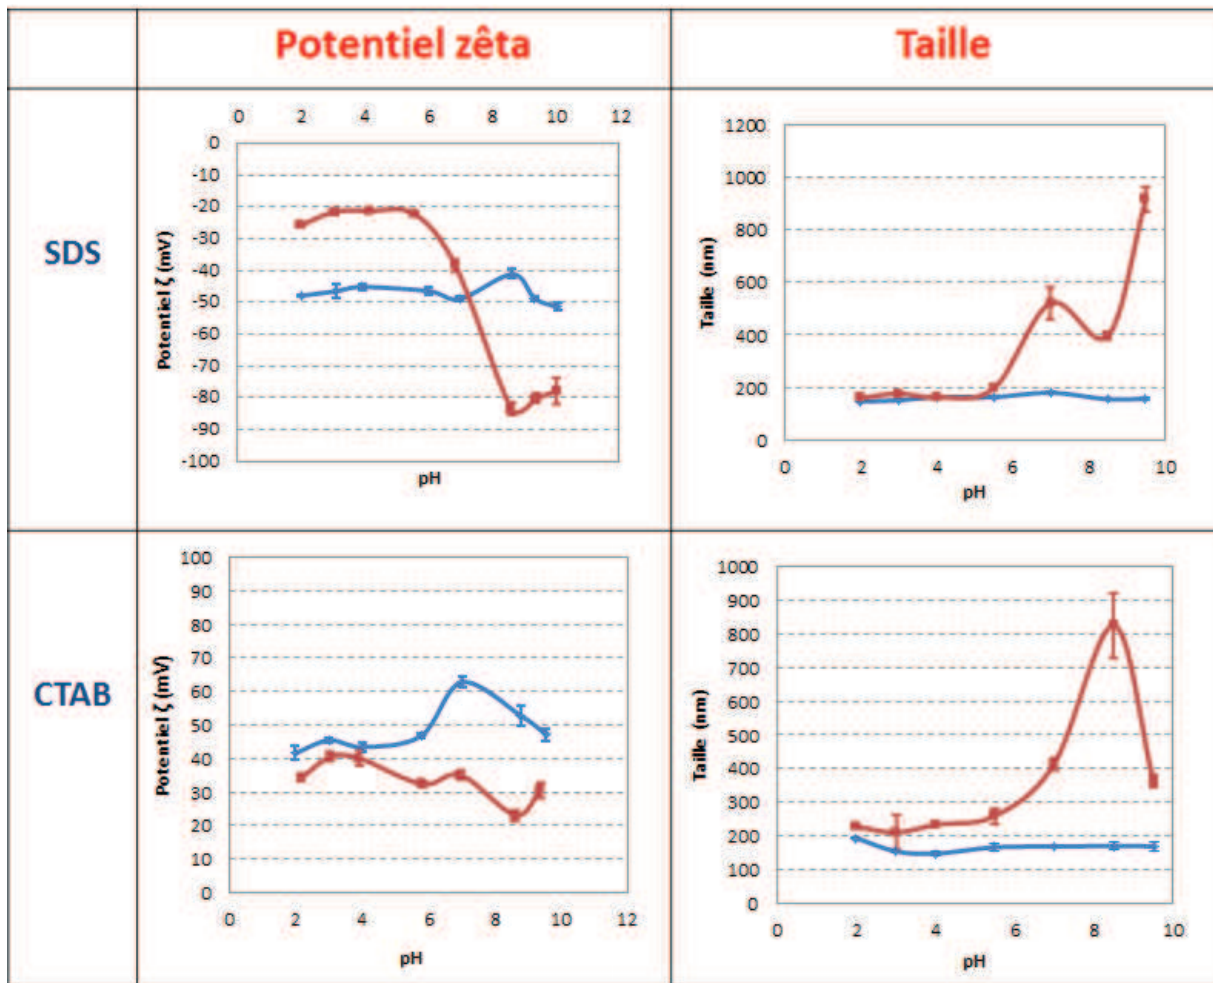 Potentiel zêta
Taille
SDS
0 2 4 6 8 10 12
0
-10
-20
-30
-40
-50
-60
-70
-80
-90
-100
Potentiel ζ (mV)
pH
1200
1000
800
600
400
200
0
Taille (nm)
0 2 4 6 8 10
pH
CTAB
100
90
80
70
60
50
40
30
20
10
0
Potentiel ζ (mV)
0 2 4 6 8 10 12
pH
1000
900
800
700
600
500
400
300
200
100
0
Taille (nm)
0 2 4 6 8 10
pH